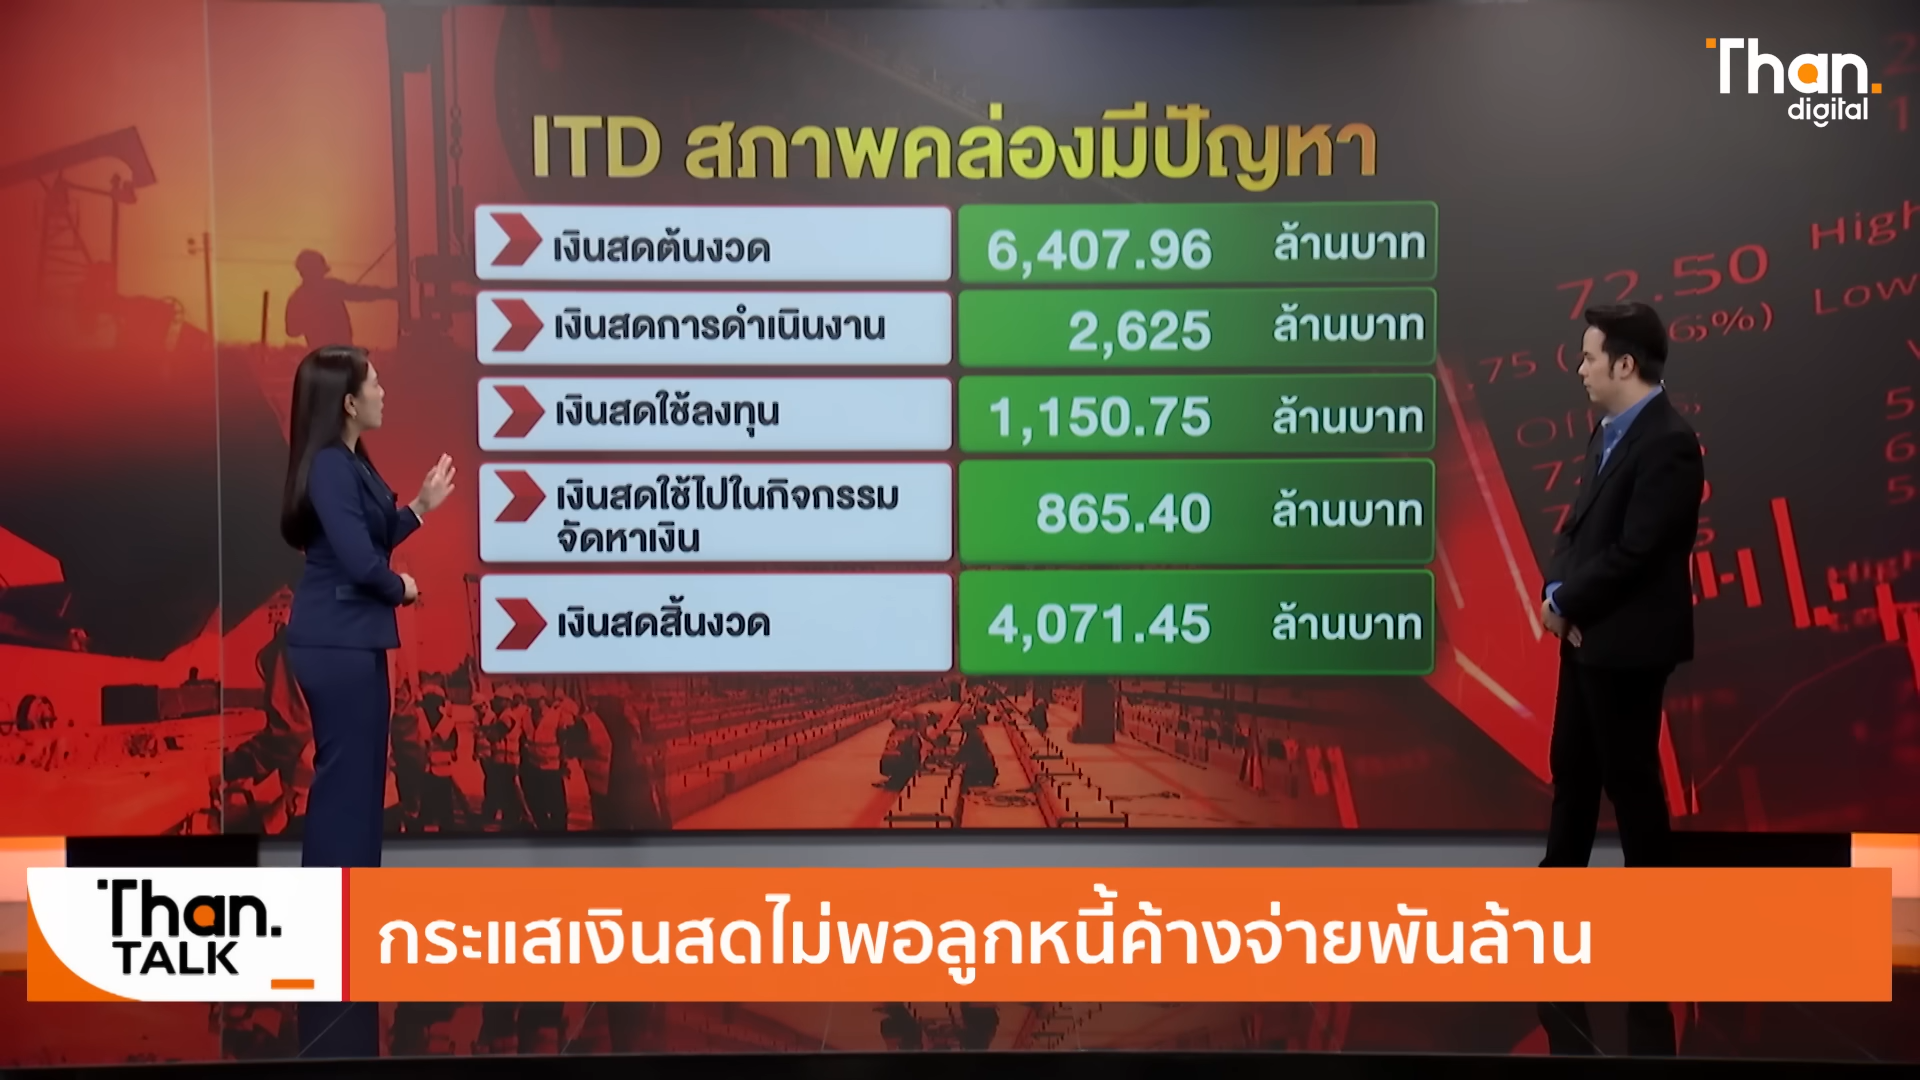 Than.
digital
ITD สภาพคล่องมีปัญหา
เงินสดต้นงวด 6,407.96 ล้านบาท
เงินสดการดำเนินงาน 2,625 ล้านบาท
เงินสดใช้ลงทุน 1,150.75 ล้านบาท
เงินสดใช้ไปในกิจกรรม
จัดหาเงิน 865.40 ล้านบาท
เงินสดสิ้นงวด 4,071.45 ล้านบาท
High
72.50
Low
Than.
TALK
กระแสเงินสดไม่พอลูกหนี้ค้างจ่ายพันล้าน